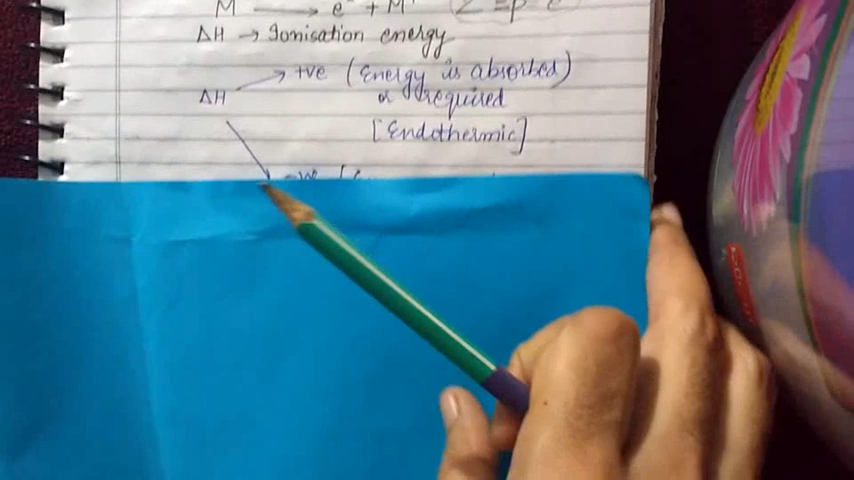 M → e⁻ + M⁺
ΔH → Ionisation energy
→ +ve (Energy is absorbed)
ΔH or required
[Endothermic]